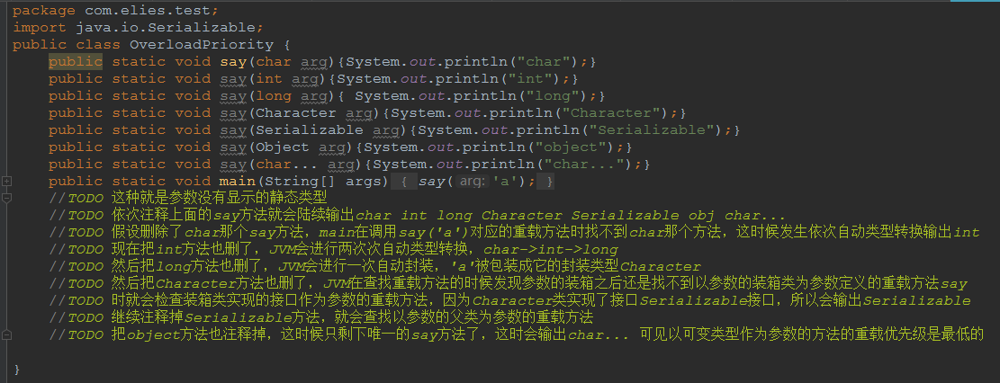 package com.elies.test;
import java.io.Serializable;
public class OverloadPriority {
public static void say(char arg){System.out.println("char");}
public static void say(int arg){System.out.println("int");}
public static void say(long arg){ System.out.println("long");}
public static void say(Character arg){System.out.println("Character");}
public static void say(Serializable arg){System.out.println("Serializable");}
public static void say(Object arg){System.out.println("object");}
public static void say(char... arg){System.out.println("char...");}
public static void main(String[] args) { say( arg: 'a'); }
//TODO 这种就是参数没有显示的静态类型
//TODO 依次注释上面的say方法就会陆续输出char int long Character Serializable obj char...
//TODO 假设删除了char那个say方法，main在调用say('a')对应的重载方法时找不到char那个方法，这时候发生依次自动类型转换输出int
//TODO 现在把int方法也删了，JVM会进行两次次自动类型转换，char->int->long
//TODO 然后把long方法也删了，JVM会进行一次自动封装，'a'被包装成它的封装类型Character
//TODO 然后把Character方法也删了，JVM在查找重载方法的时候发现参数的装箱之后还是找不到以参数的装箱类为参数定义的重载方法say
//TODO 时就会检查装箱类实现的接口作为参数的重载方法，因为Character类实现了接口Serializable接口，所以会输出Serializable
//TODO 继续注释掉Serializable方法，就会查找以参数的父类为参数的重载方法
//TODO 把object方法也注释掉，这时候只剩下唯一的say方法了，这时会输出char... 可见以可变类型作为参数的方法的重载优先级是最低的
}